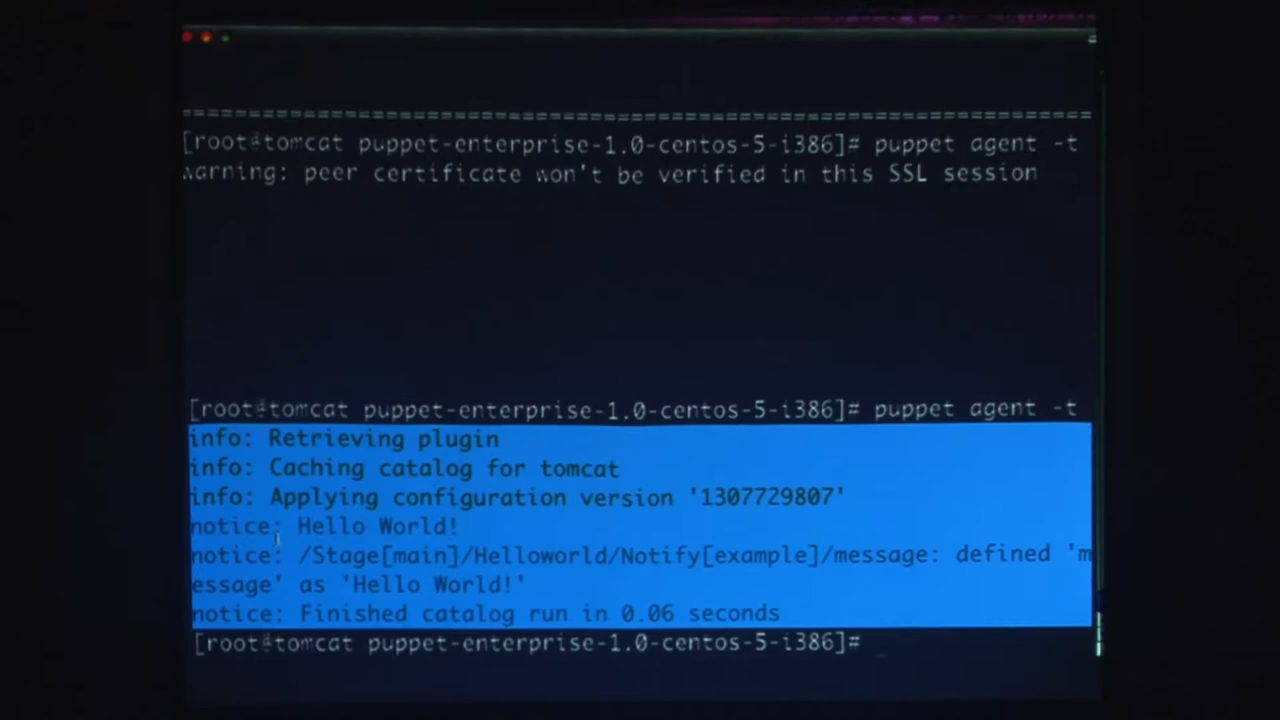 ================================================================================
[root@tomcat puppet-enterprise-1.0-centos-5-i386]# puppet agent -t
warning: peer certificate won't be verified in this SSL session
[root@tomcat puppet-enterprise-1.0-centos-5-i386]# puppet agent -t
info: Retrieving plugin
info: Caching catalog for tomcat
info: Applying configuration version '1307729807'
notice: Hello World!
notice: /Stage[main]/Helloworld/Notify[example]/message: defined 'm
essage' as 'Hello World!'
notice: Finished catalog run in 0.06 seconds
[root@tomcat puppet-enterprise-1.0-centos-5-i386]#